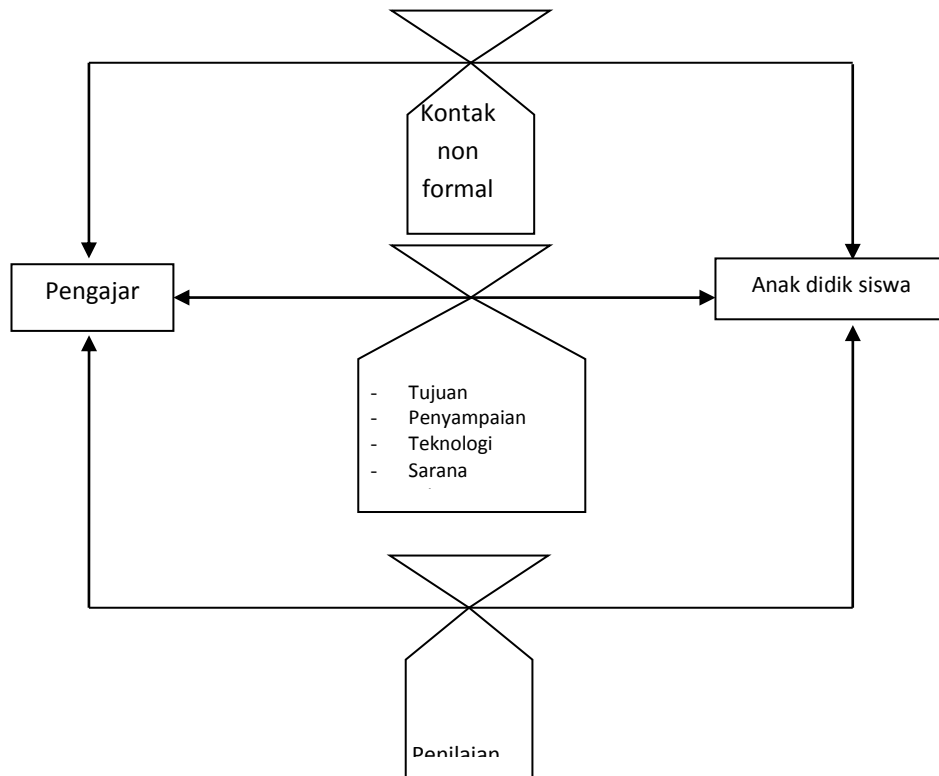 Kontak
non
formal
Pengajar
Anak didik siswa
- Tujuan
- Penyampaian
- Teknologi
- Sarana
Penilaian